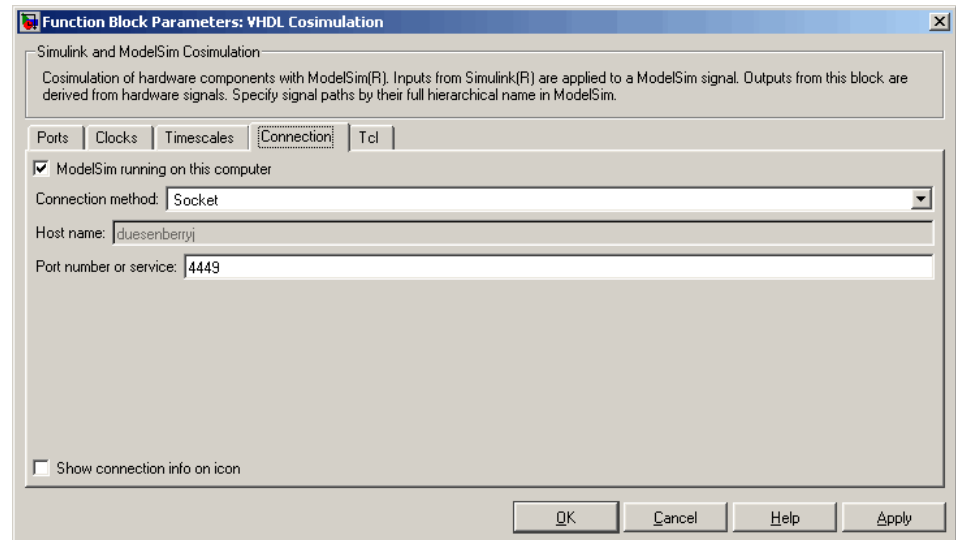 Function Block Parameters: VHDL Cosimulation
Simulink and ModelSim Cosimulation
Cosimulation of hardware components with ModelSim(R). Inputs from Simulink(R) are applied to a ModelSim signal. Outputs from this block are
derived from hardware signals. Specify signal paths by their full hierarchical name in ModelSim.
Ports Clocks Timescales Connection Tcl
ModelSim running on this computer
Connection method: Socket
Host name: duesenberryj
Port number or service: 4449
Show connection info on icon
OK Cancel Help Apply